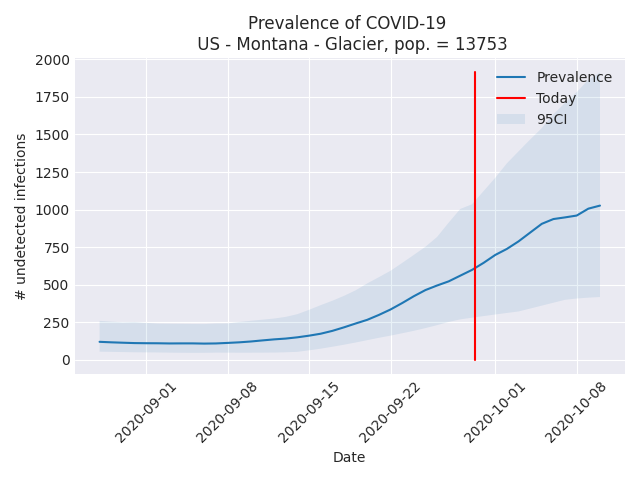 Prevalence of COVID-19
US - Montana - Glacier, pop. = 13753
2000
1750
1500
1250
1000
750
500
250
0
# undetected infections
Prevalence
Today
95CI
2020-09-01
2020-09-08
2020-09-15
2020-09-22
2020-10-01
2020-10-08
Date